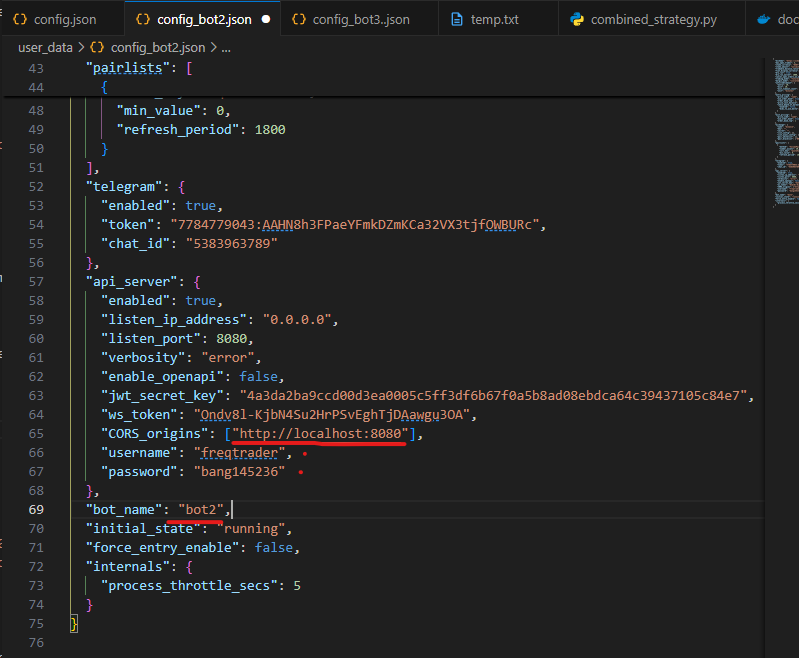 config.json
config_bot2.json
config_bot3..json
temp.txt
combined_strategy.py
doc
user_data > config_bot2.json > ...
43 "pairlists": [
44 {
48 "min_value": 0,
49 "refresh_period": 1800
50 }
51 ],
52 "telegram": {
53 "enabled": true,
54 "token": "7784779043:AAHN8h3FPaeYFmkDZmKCa32VX3tjfOWBURc",
55 "chat_id": "5383963789"
56 },
57 "api_server": {
58 "enabled": true,
59 "listen_ip_address": "0.0.0.0",
60 "listen_port": 8080,
61 "verbosity": "error",
62 "enable_openapi": false,
63 "jwt_secret_key": "4a3da2ba9ccd00d3ea0005c5ff3df6b67f0a5b8ad08ebdca64c39437105c84e7",
64 "ws_token": "Ondv8l-KjbN4Su2HrPSvEghTjDAawgu3OA",
65 "CORS_origins": ["http://localhost:8080"],
66 "username": "freqtrader",
67 "password": "bang145236"
68 },
69 "bot_name": "bot2",
70 "initial_state": "running",
71 "force_entry_enable": false,
72 "internals": {
73 "process_throttle_secs": 5
74 }
75 }
76